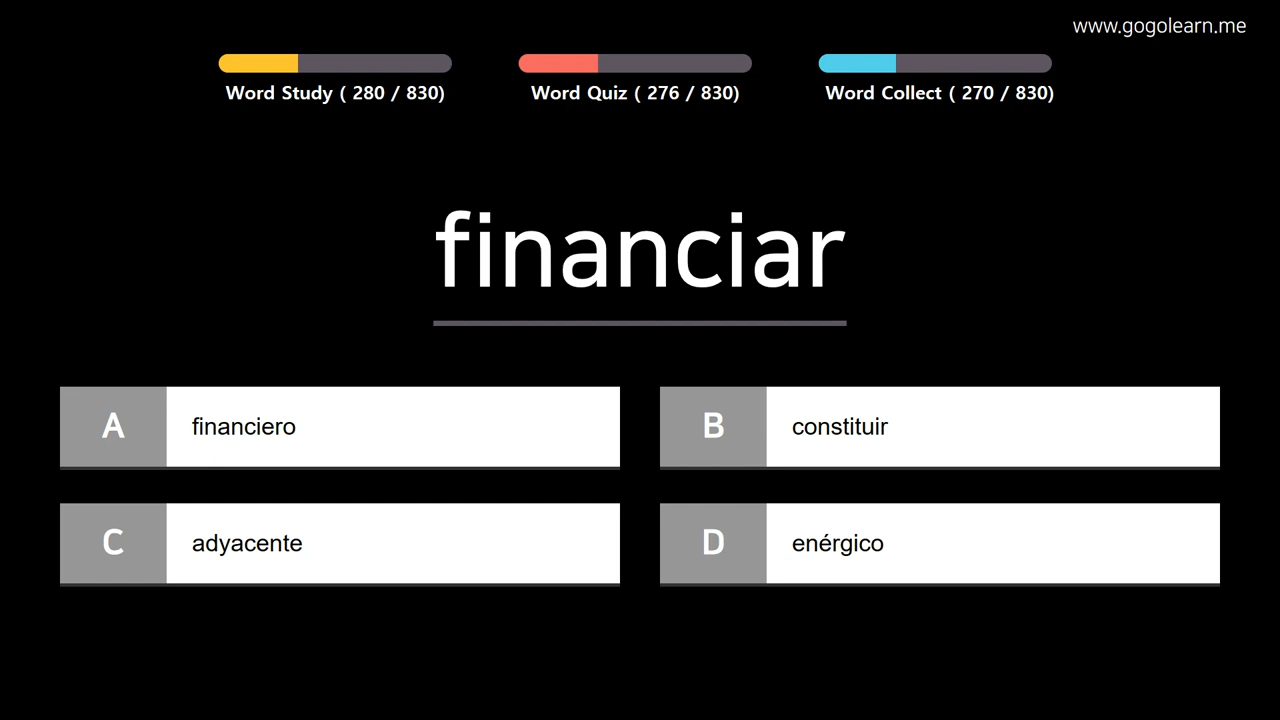 www.gogolearn.me
Word Study ( 280 / 830)
Word Quiz ( 276 / 830)
Word Collect ( 270 / 830)
financiar
A financiero
B constituir
C adyacente
D enérgico